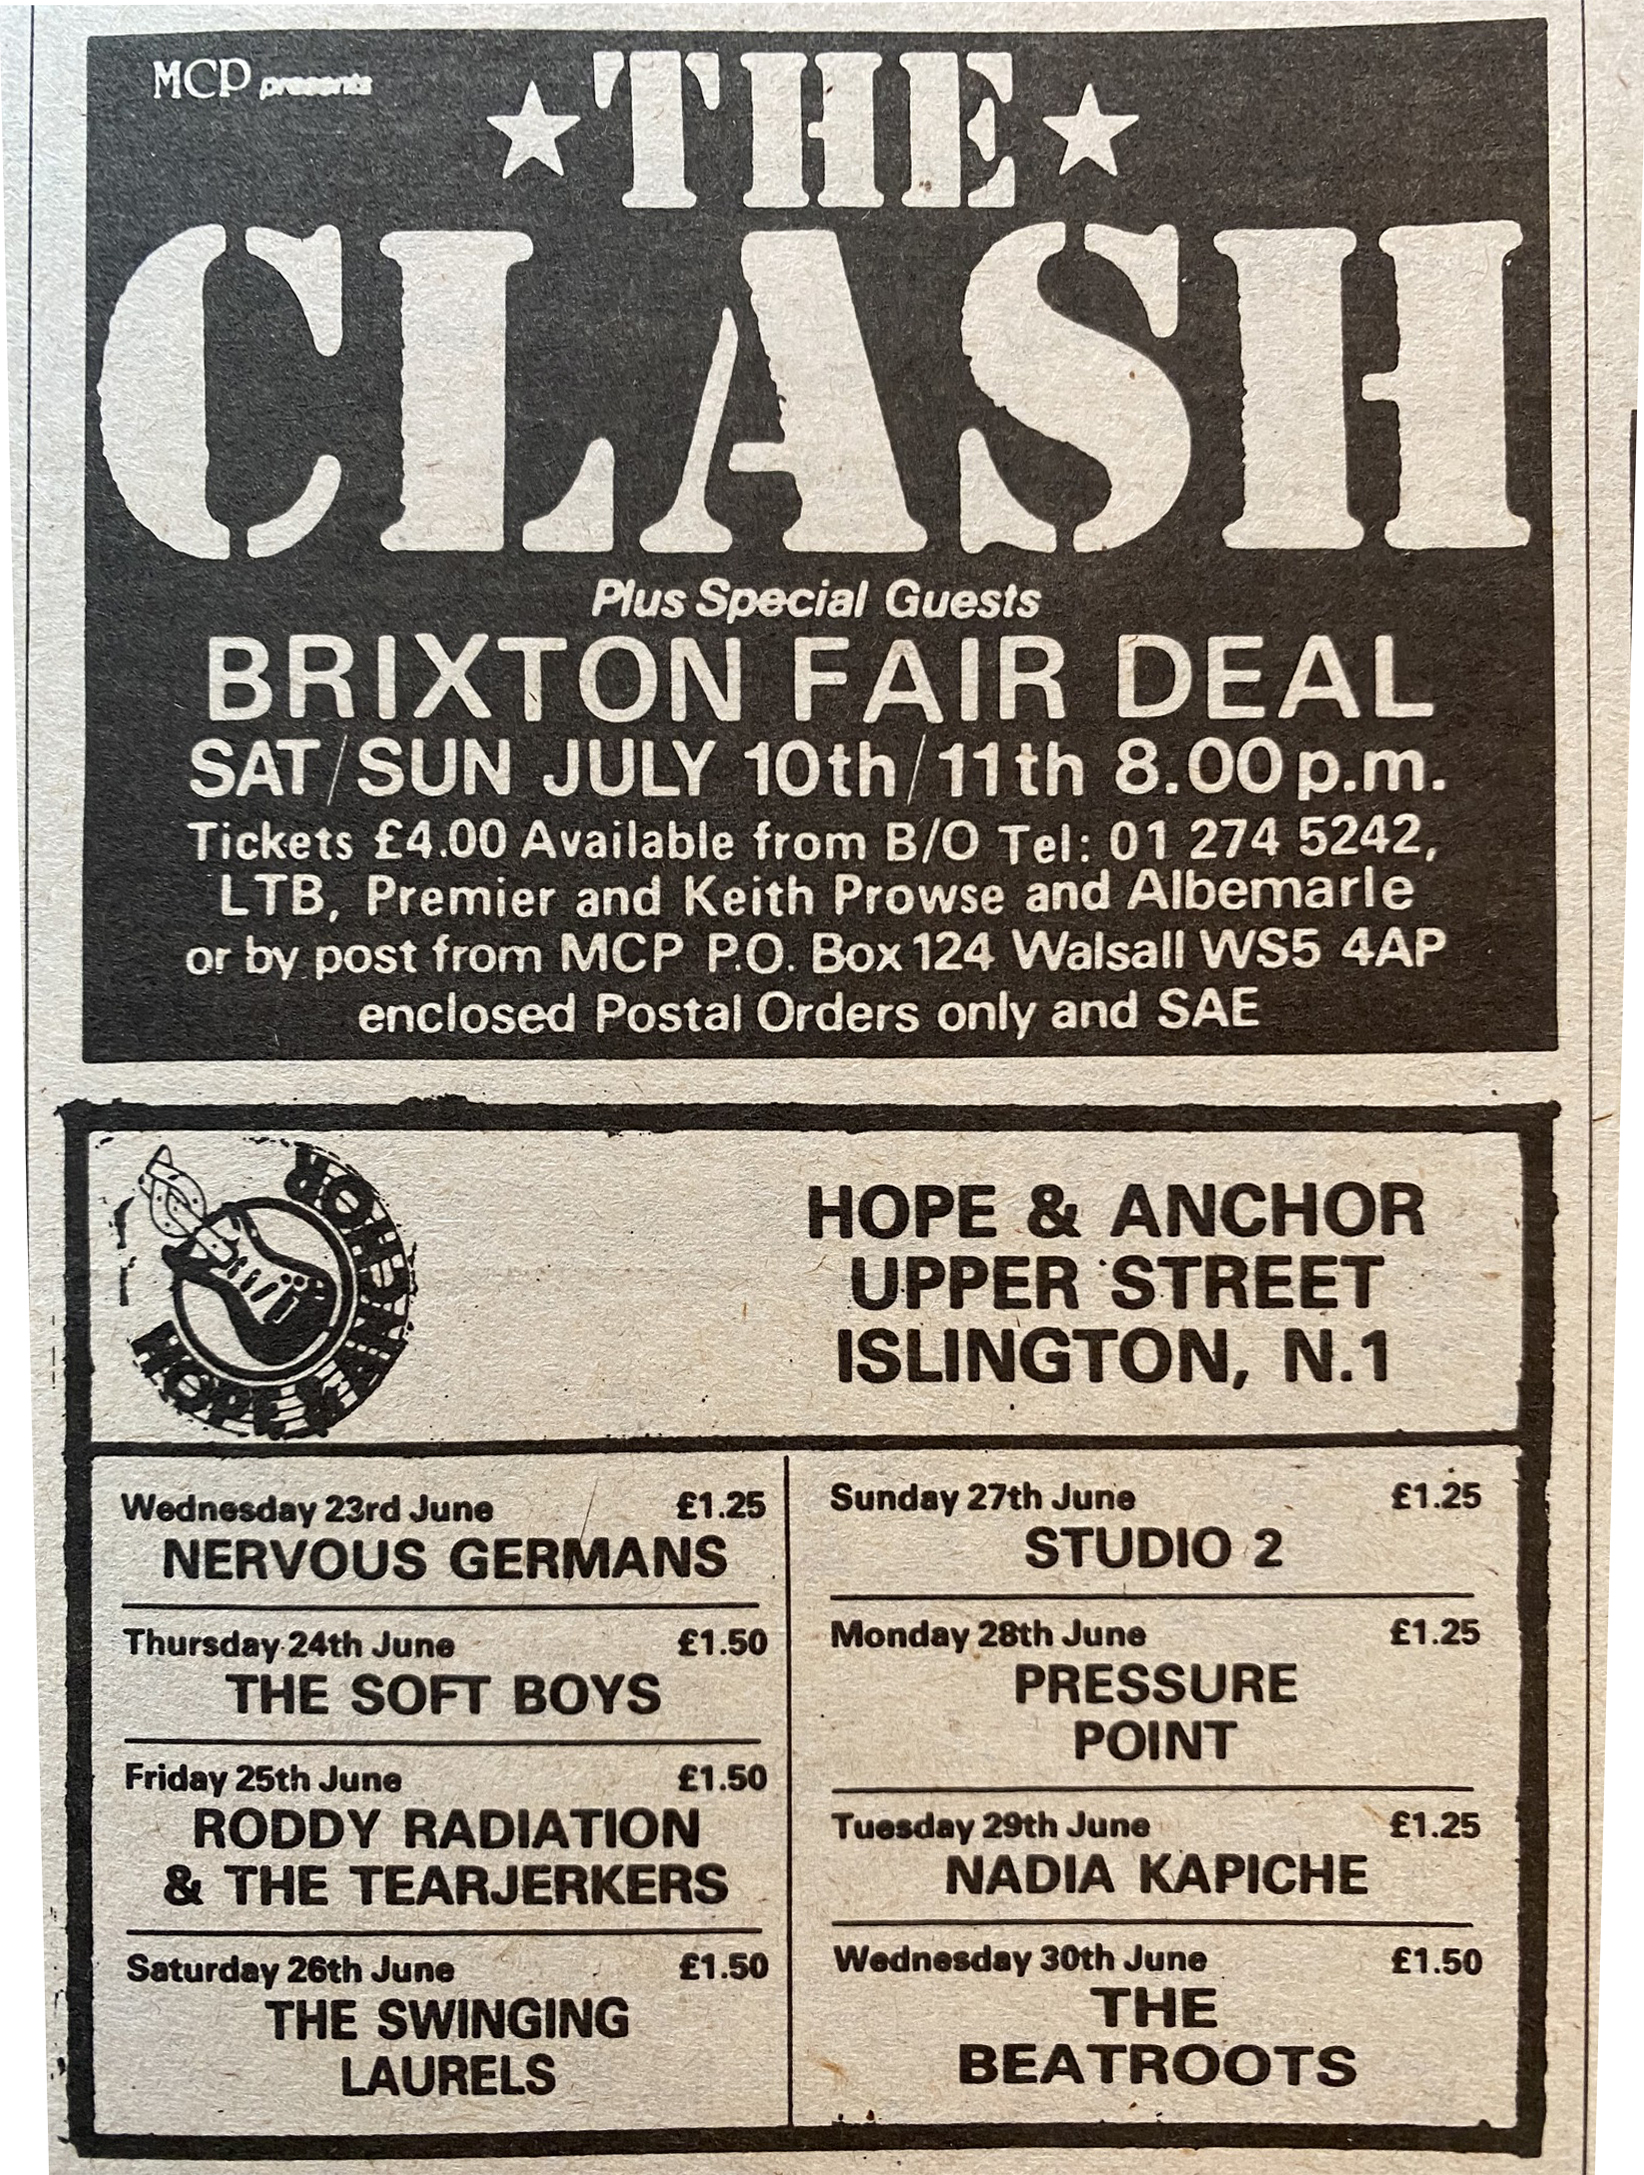 MCP presents
THE
CLASH
Plus Special Guests
BRIXTON FAIR DEAL
SAT/SUN JULY 10th/11th 8.00 p.m.
Tickets £4.00 Available from B/O Tel: 01 274 5242,
LTB, Premier and Keith Prowse and Albemarle
or by post from MCP P.O. Box 124 Walsall WS5 4AP
enclosed Postal Orders only and SAE
HOPE & ANCHOR
HOPE & ANCHOR
UPPER STREET
ISLINGTON, N.1
Wednesday 23rd June £1.25
NERVOUS GERMANS
Thursday 24th June £1.50
THE SOFT BOYS
Friday 25th June £1.50
RODDY RADIATION
& THE TEARJERKERS
Saturday 26th June £1.50
THE SWINGING
LAURELS
Sunday 27th June £1.25
STUDIO 2
Monday 28th June £1.25
PRESSURE
POINT
Tuesday 29th June £1.25
NADIA KAPICHE
Wednesday 30th June £1.50
THE
BEATROOTS